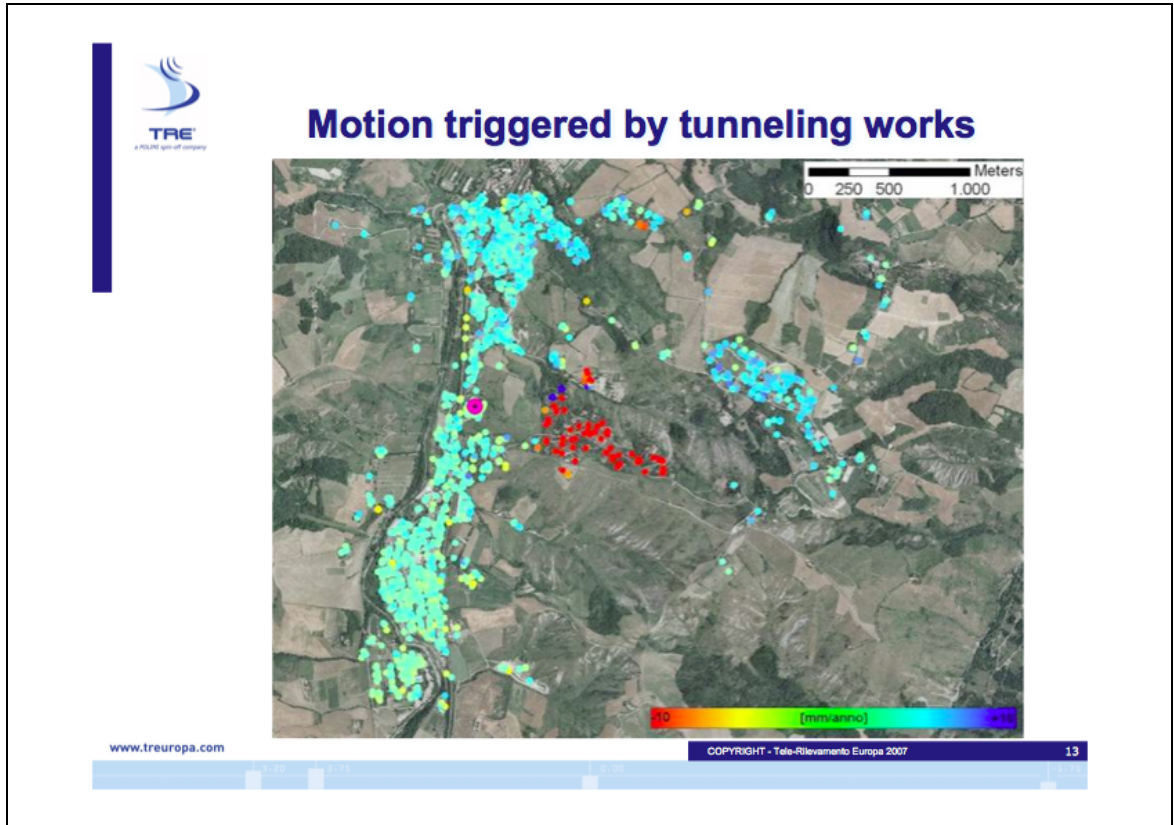 TRE
a POLIMI spin-off company
Motion triggered by tunneling works
Meters
0 250 500 1.000
-10 [mm/anno]
www.treuropa.com
COPYRIGHT - Tele-Rilevamento Europa 2007
13